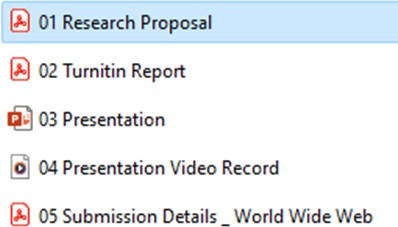 01 Research Proposal
02 Turnitin Report
03 Presentation
04 Presentation Video Record
05 Submission Details _ World Wide Web